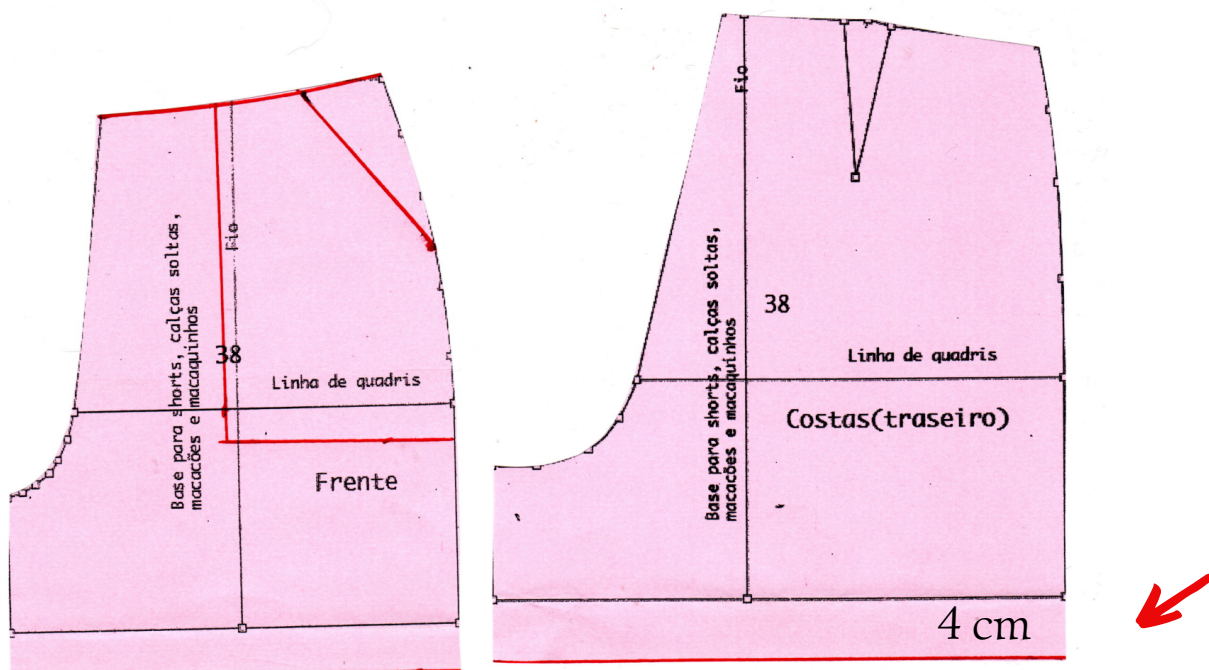 Fio
Base para shorts, calças soltas,
macacões e macaquinhos
38
Linha de quadris
Frente
Fio
Base para shorts, calças soltas,
macacões e macaquinhos
38
Linha de quadris
Costas(traseiro)
4 cm